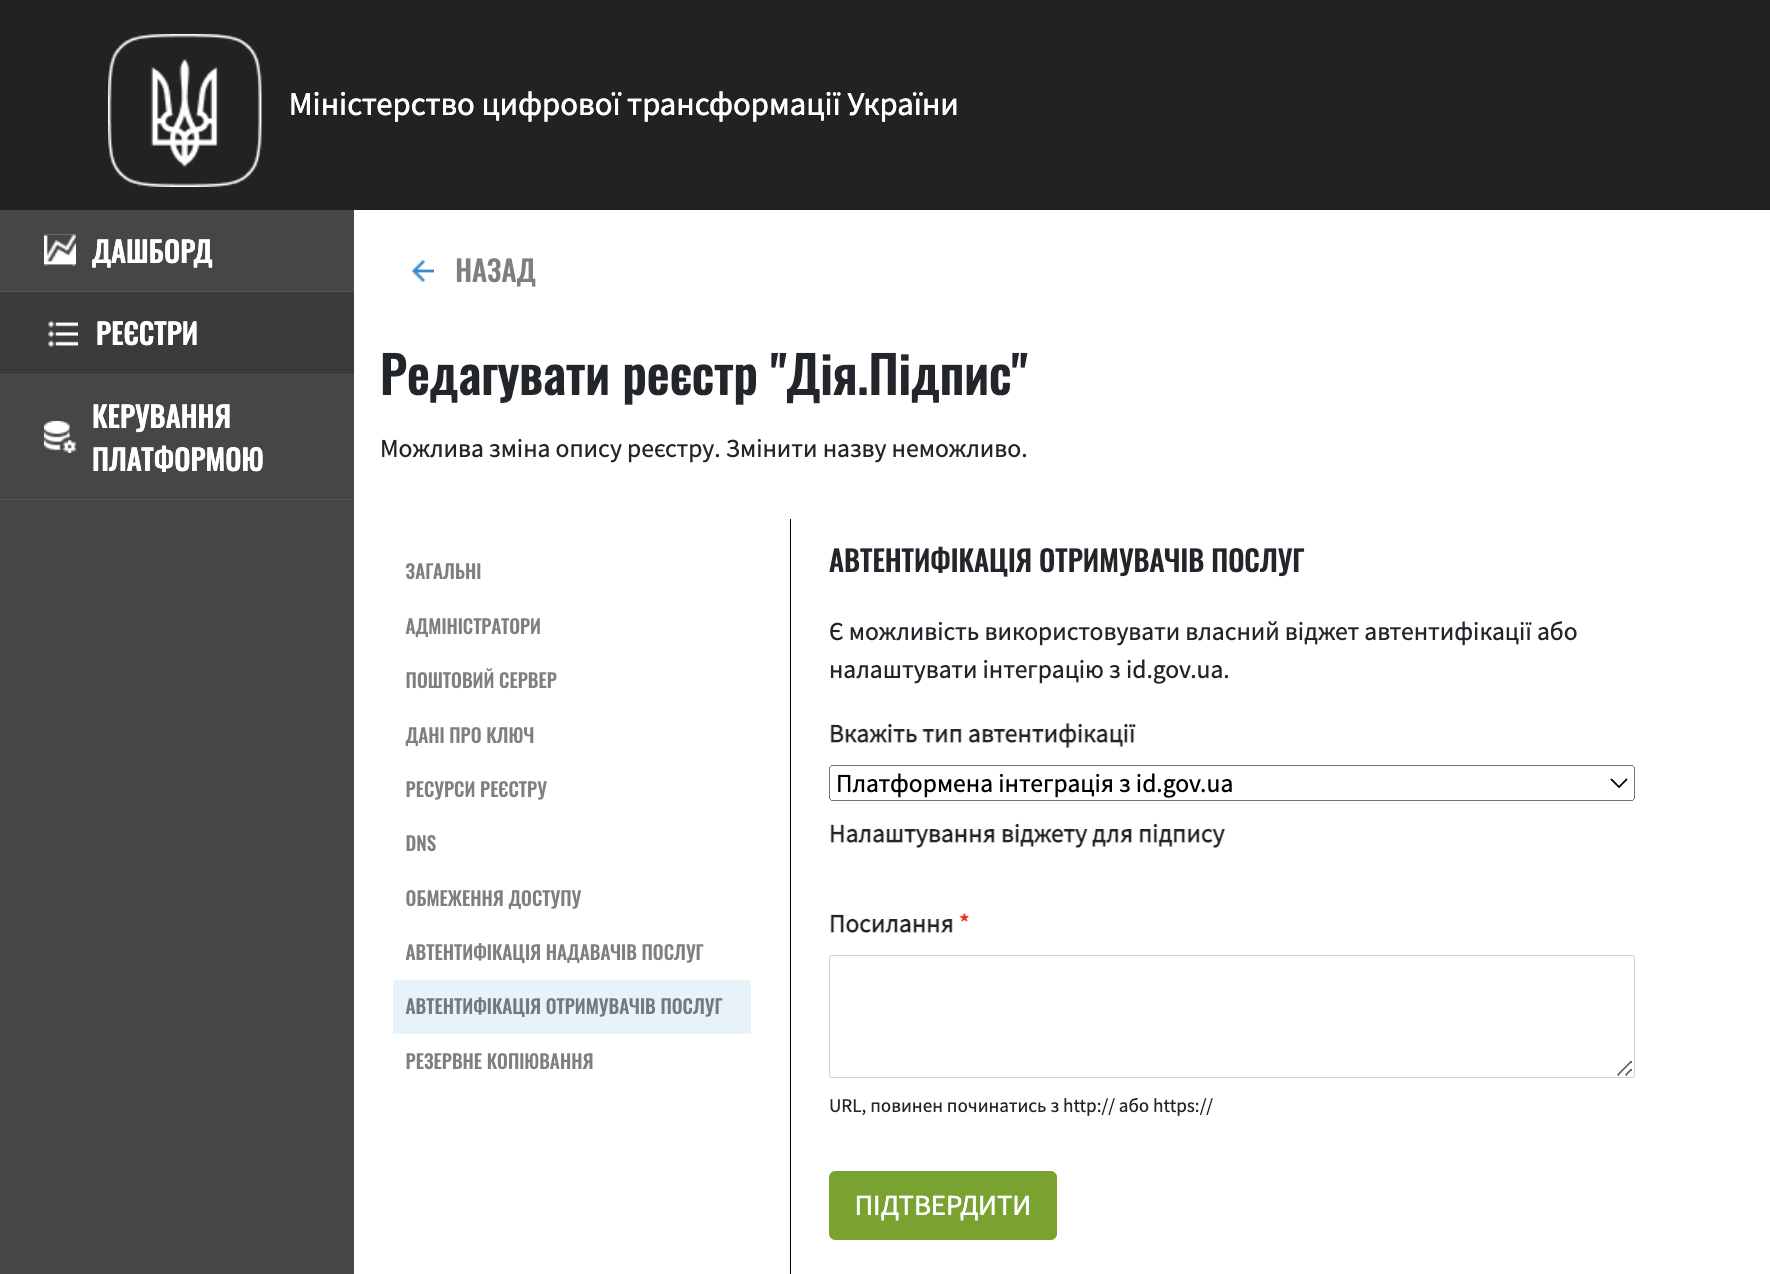 Міністерство цифрової трансформації України
ДАШБОРД
РЕЄСТРИ
КЕРУВАННЯ
ПЛАТФОРМОЮ
НАЗАД
Редагувати реєстр "Дія.Підпис"
Можлива зміна опису реєстру. Змінити назву неможливо.
ЗАГАЛЬНІ
АДМІНІСТРАТОРИ
ПОШТОВИЙ СЕРВЕР
ДАНІ ПРО КЛЮЧ
РЕСУРСИ РЕЄСТРУ
DNS
ОБМЕЖЕННЯ ДОСТУПУ
АВТЕНТИФІКАЦІЯ НАДАВАЧІВ ПОСЛУГ
АВТЕНТИФІКАЦІЯ ОТРИМУВАЧІВ ПОСЛУГ
РЕЗЕРВНЕ КОПІЮВАННЯ
АВТЕНТИФІКАЦІЯ ОТРИМУВАЧІВ ПОСЛУГ
Є можливість використовувати власний віджет автентифікації або
налаштувати інтеграцію з id.gov.ua.
Вкажіть тип автентифікації
Платформена інтеграція з id.gov.ua
Налаштування віджету для підпису
Посилання *
URL, повинен починатись з http:// або https://
ПІДТВЕРДИТИ